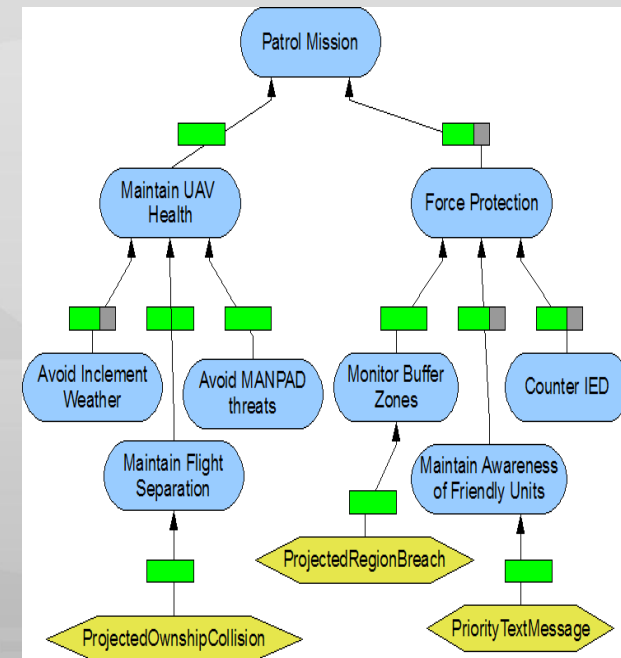 Patrol Mission
Maintain UAV
Health
Force Protection
Avoid Inclement
Weather
Avoid MANPAD
threats
Monitor Buffer
Zones
Counter IED
Maintain Flight
Separation
Maintain Awareness
of Friendly Units
ProjectedRegionBreach
ProjectedOwnshipCollision
PriorityTextMessage